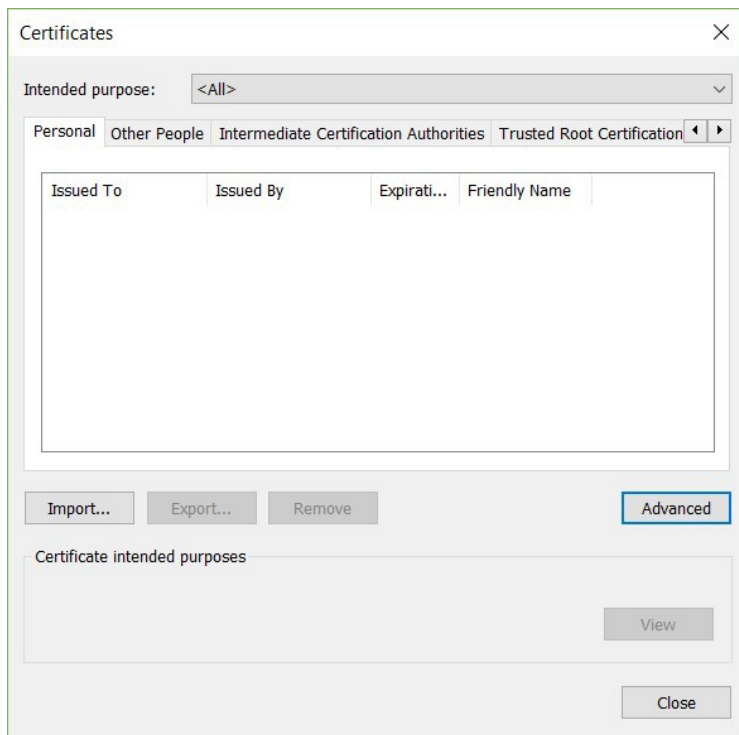 Certificates
Intended purpose: <All>
Personal Other People Intermediate Certification Authorities Trusted Root Certification
Issued To Issued By Expirati... Friendly Name
Import... Export... Remove Advanced
Certificate intended purposes
View
Close